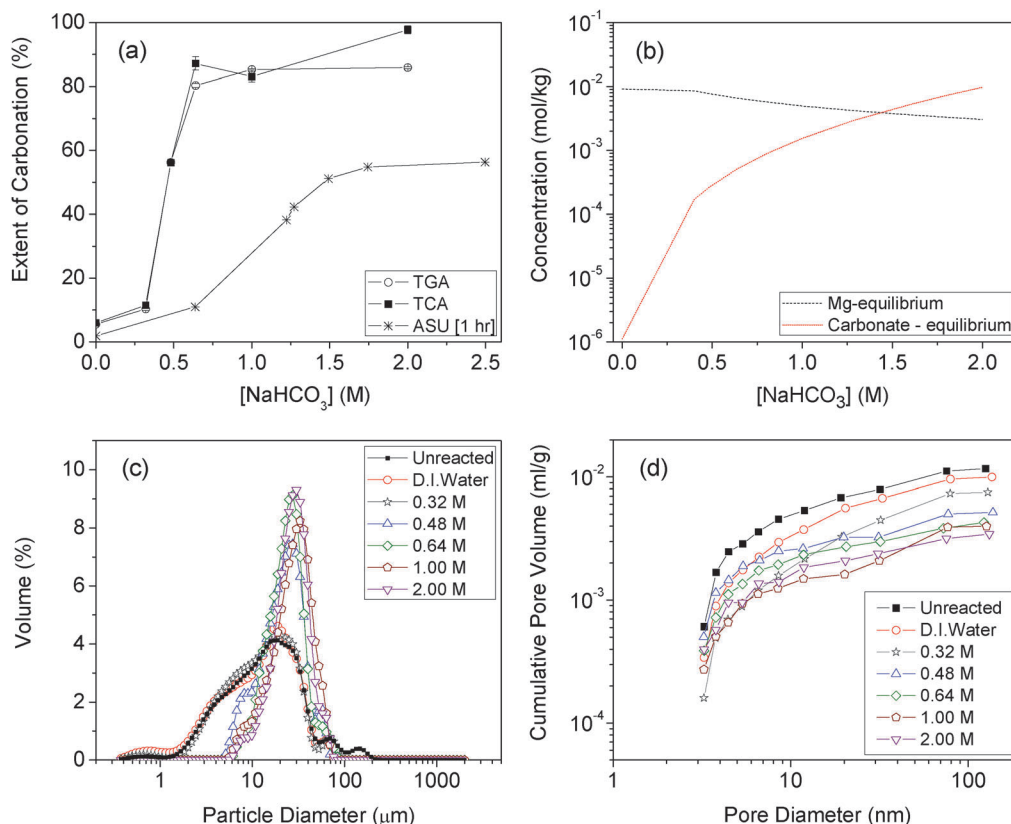 (a)
Extent of Carbonation (%)
100
80
60
40
20
0
0.0 0.5 1.0 1.5 2.0 2.5
[NaHCO₃] (M)
TGA
TCA
ASU [1 hr]
(b)
Concentration (mol/kg)
10⁻¹
10⁻²
10⁻³
10⁻⁴
10⁻⁵
10⁻⁶
0.0 0.5 1.0 1.5 2.0
[NaHCO₃] (M)
Mg-equilibrium
Carbonate - equilibrium
(c)
Volume (%)
10
8
6
4
2
0
1 10 100 1000
Particle Diameter (μm)
Unreacted
D.I.Water
0.32 M
0.48 M
0.64 M
1.00 M
2.00 M
(d)
Cumulative Pore Volume (ml/g)
10⁻²
10⁻³
10⁻⁴
1 10 100
Pore Diameter (nm)
Unreacted
D.I.Water
0.32 M
0.48 M
0.64 M
1.00 M
2.00 M